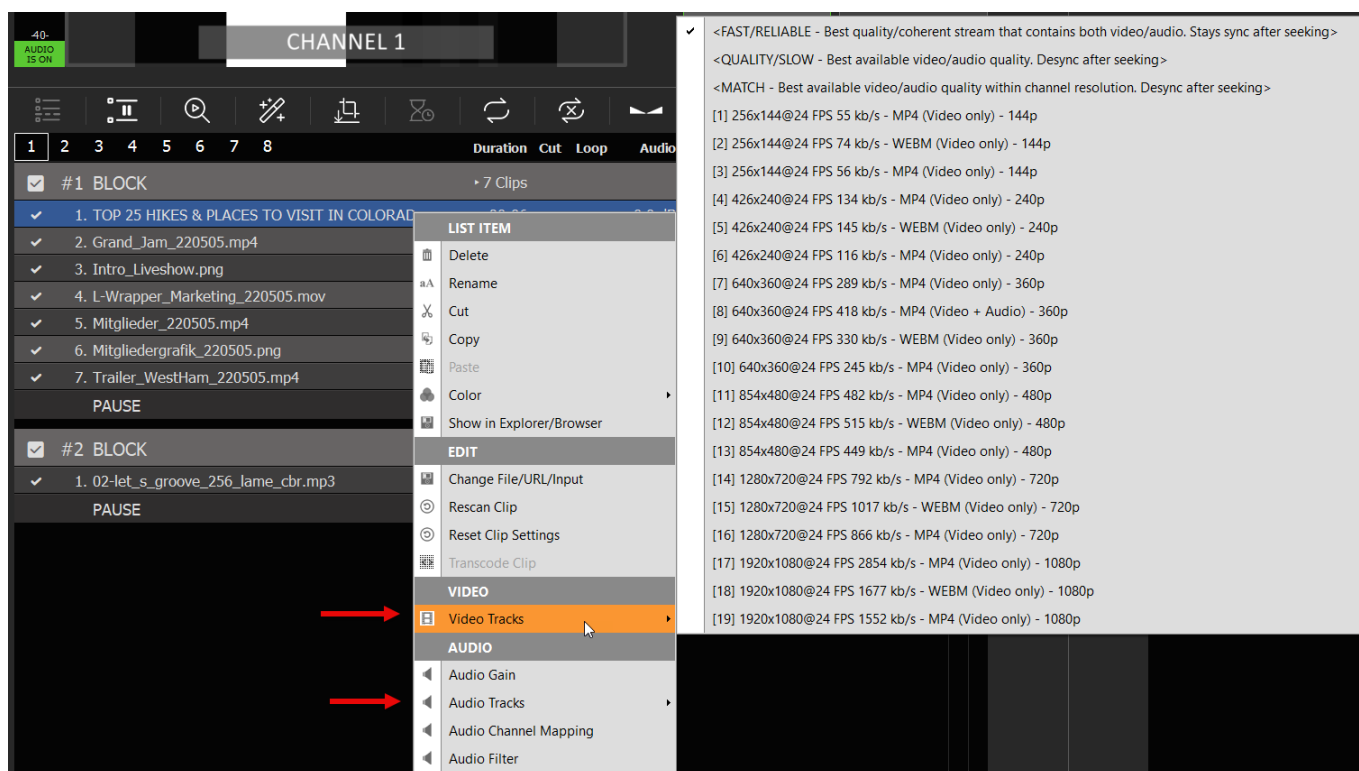 -40-
AUDIO
IS ON
CHANNEL 1
1 2 3 4 5 6 7 8 Duration Cut Loop Audio
#1 BLOCK ‣ 7 Clips
1. TOP 25 HIKES & PLACES TO VISIT IN COLORAD
2. Grand_Jam_220505.mp4
3. Intro_Liveshow.png
4. L-Wrapper_Marketing_220505.mov
5. Mitglieder_220505.mp4
6. Mitgliedergrafik_220505.png
7. Trailer_WestHam_220505.mp4
PAUSE
#2 BLOCK
1. 02-let_s_groove_256_lame_cbr.mp3
PAUSE
LIST ITEM
Delete
aA Rename
Cut
Copy
Paste
Color
Show in Explorer/Browser
EDIT
Change File/URL/Input
Rescan Clip
Reset Clip Settings
Transcode Clip
VIDEO
Video Tracks
AUDIO
Audio Gain
Audio Tracks
Audio Channel Mapping
Audio Filter
<FAST/RELIABLE - Best quality/coherent stream that contains both video/audio. Stays sync after seeking>
<QUALITY/SLOW - Best available video/audio quality. Desync after seeking>
<MATCH - Best available video/audio quality within channel resolution. Desync after seeking>
[1] 256x144@24 FPS 55 kb/s - MP4 (Video only) - 144p
[2] 256x144@24 FPS 74 kb/s - WEBM (Video only) - 144p
[3] 256x144@24 FPS 56 kb/s - MP4 (Video only) - 144p
[4] 426x240@24 FPS 134 kb/s - MP4 (Video only) - 240p
[5] 426x240@24 FPS 145 kb/s - WEBM (Video only) - 240p
[6] 426x240@24 FPS 116 kb/s - MP4 (Video only) - 240p
[7] 640x360@24 FPS 289 kb/s - MP4 (Video only) - 360p
[8] 640x360@24 FPS 418 kb/s - MP4 (Video + Audio) - 360p
[9] 640x360@24 FPS 330 kb/s - WEBM (Video only) - 360p
[10] 640x360@24 FPS 245 kb/s - MP4 (Video only) - 360p
[11] 854x480@24 FPS 482 kb/s - MP4 (Video only) - 480p
[12] 854x480@24 FPS 515 kb/s - WEBM (Video only) - 480p
[13] 854x480@24 FPS 449 kb/s - MP4 (Video only) - 480p
[14] 1280x720@24 FPS 792 kb/s - MP4 (Video only) - 720p
[15] 1280x720@24 FPS 1017 kb/s - WEBM (Video only) - 720p
[16] 1280x720@24 FPS 866 kb/s - MP4 (Video only) - 720p
[17] 1920x1080@24 FPS 2854 kb/s - MP4 (Video only) - 1080p
[18] 1920x1080@24 FPS 1677 kb/s - WEBM (Video only) - 1080p
[19] 1920x1080@24 FPS 1552 kb/s - MP4 (Video only) - 1080p